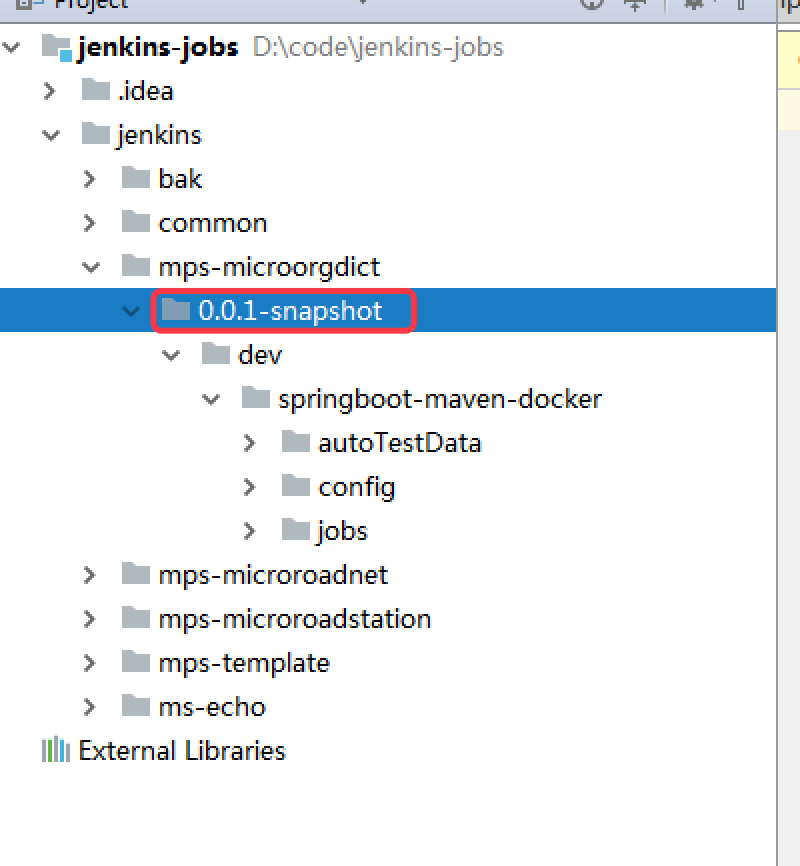 Project
jenkins-jobs D:\code\jenkins-jobs
.idea
jenkins
bak
common
mps-microorgdict
0.0.1-snapshot
dev
springboot-maven-docker
autoTestData
config
jobs
mps-microroadnet
mps-microroadstation
mps-template
ms-echo
External Libraries